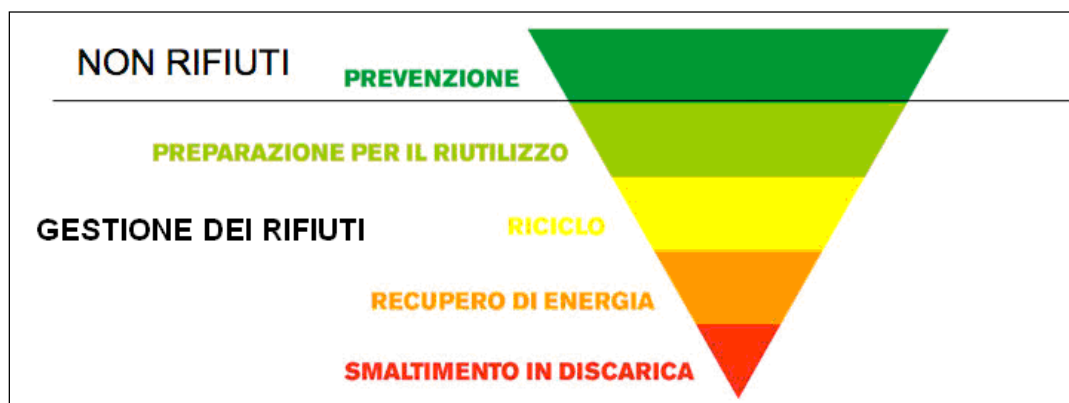 NON RIFIUTI
PREVENZIONE
PREPARAZIONE PER IL RIUTILIZZO
GESTIONE DEI RIFIUTI
RICICLO
RECUPERO DI ENERGIA
SMALTIMENTO IN DISCARICA